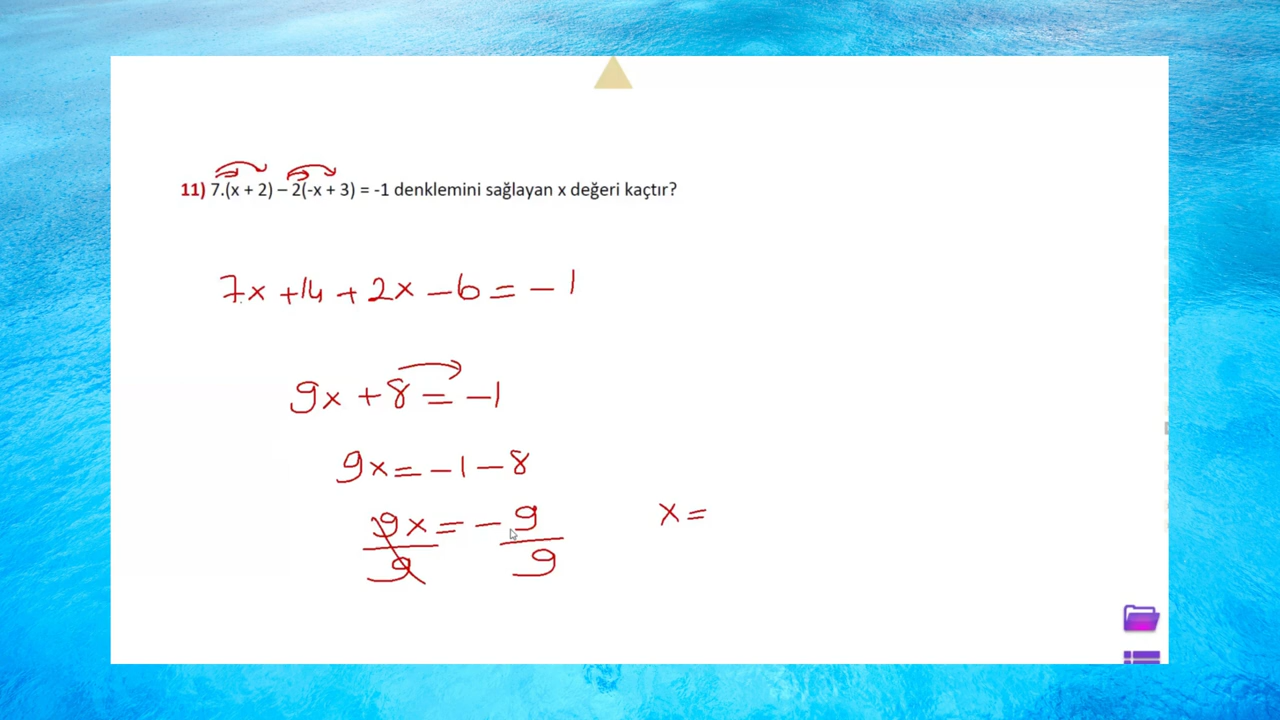 11) 7.(x + 2) – 2(-x + 3) = -1 denklemini sağlayan x değeri kaçtır?
7x +14 + 2x - 6 = - 1
9x + 8 = -1
9x = -1 - 8
9x = - 9 x =
9 9